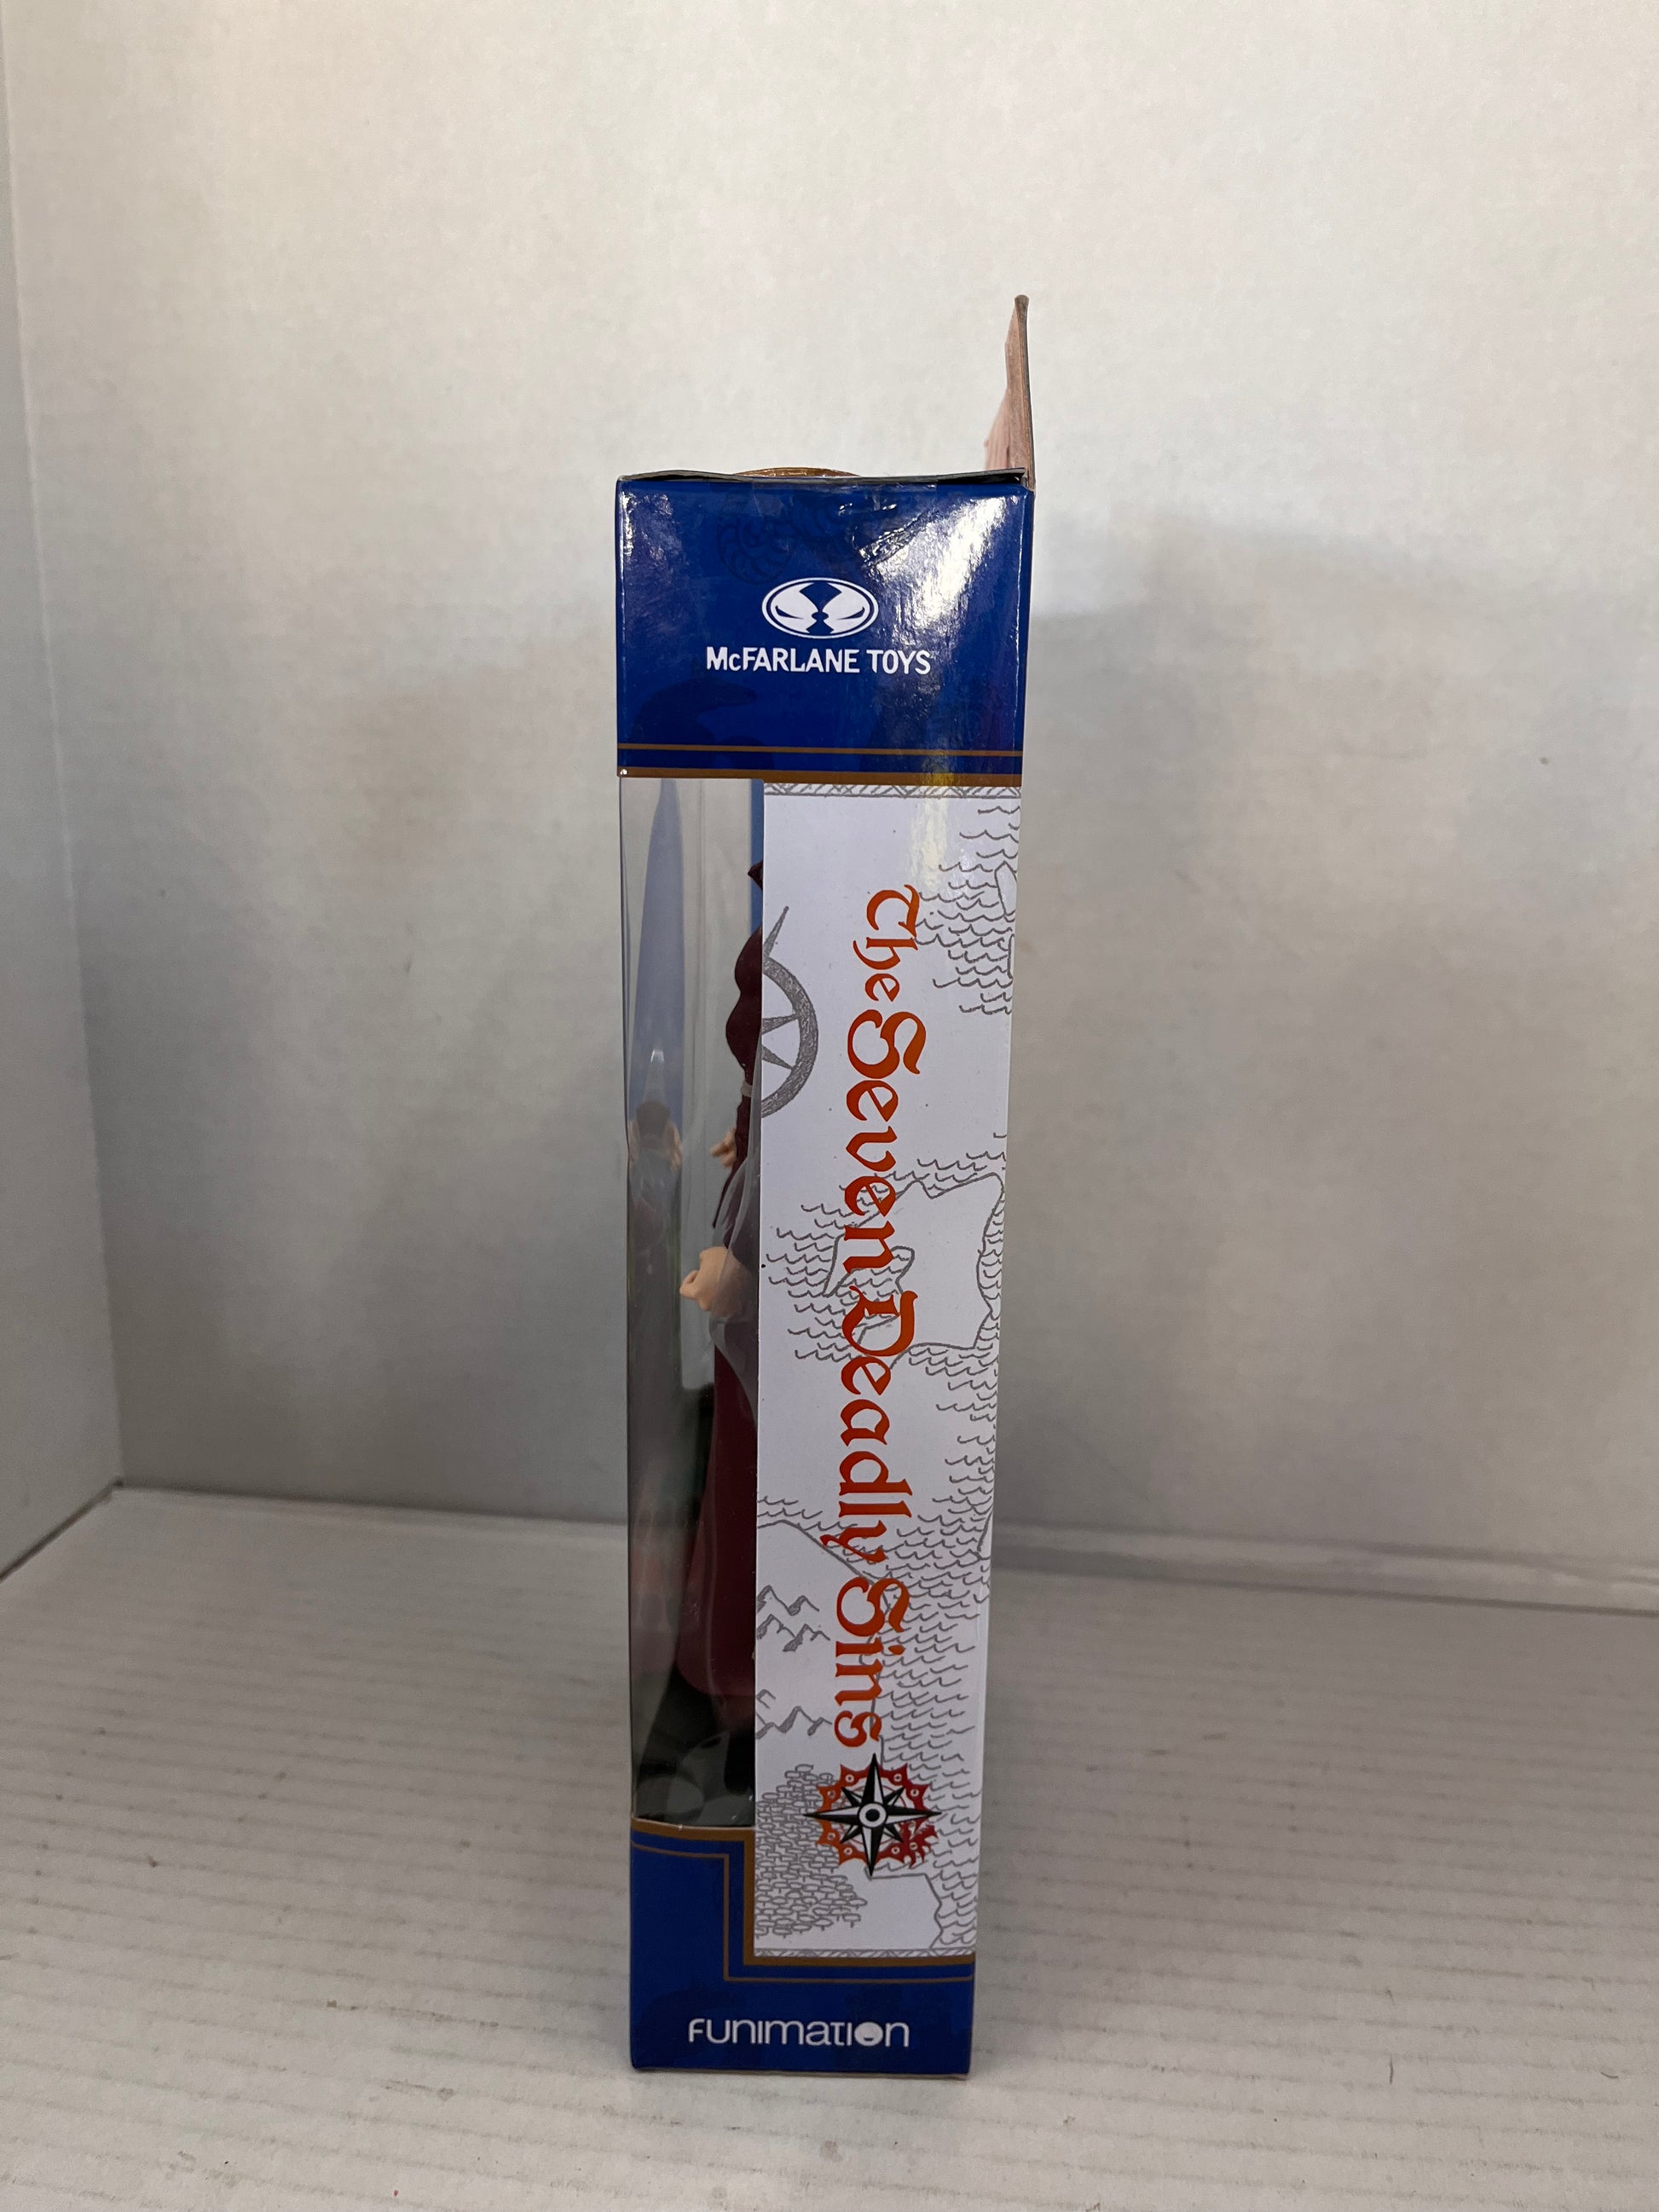 McFARLANE TOYS
The Seven Deadly Sins
FUNIMATION